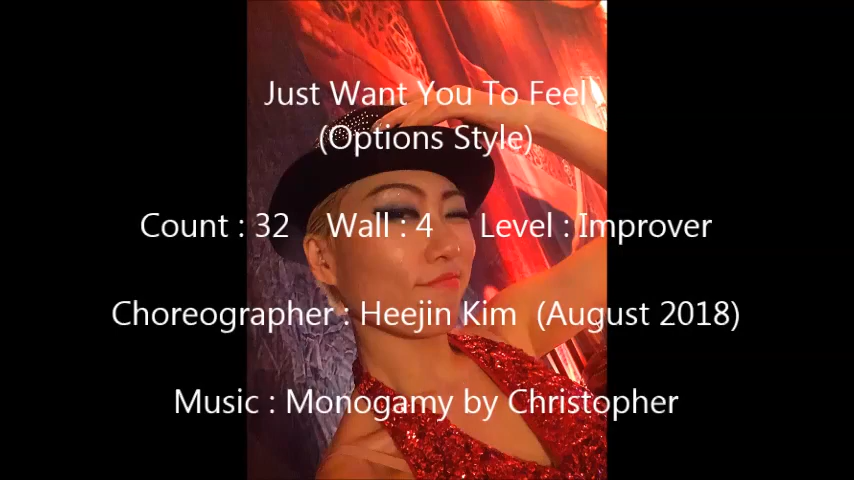 Just Want You To Feel
(Options Style)
Count : 32 Wall : 4 Level : Improver
Choreographer : Heejin Kim (August 2018)
Music : Monogamy by Christopher